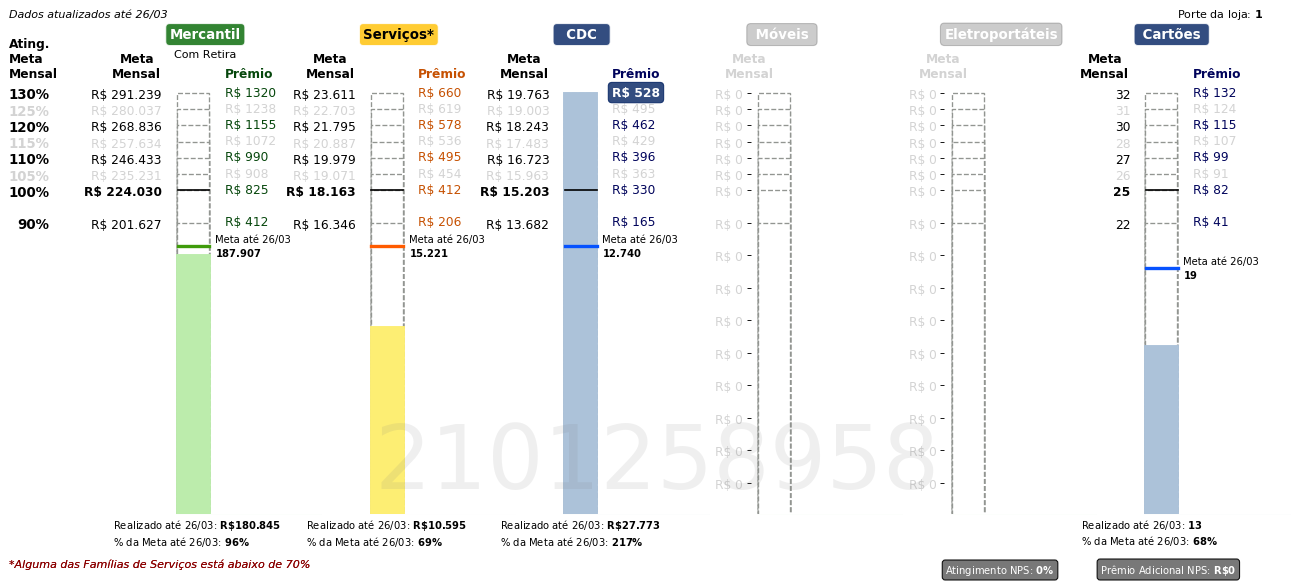 Dados atualizados até 26/03
Porte da loja: 1
Mercantil Serviços* CDC Móveis Eletroportáteis Cartões
Com Retira
Ating. Meta Mensal
Meta Mensal Prêmio Meta Mensal Prêmio Meta Mensal Prêmio Meta Mensal Meta Mensal Meta Mensal Prêmio
130% R$ 291.239 R$ 1320 R$ 23.611 R$ 660 R$ 19.763 R$ 528 R$ 0 R$ 0 32 R$ 132
125% R$ 280.037 R$ 1238 R$ 22.703 R$ 619 R$ 19.003 R$ 495 R$ 0 R$ 0 31 R$ 124
120% R$ 268.836 R$ 1155 R$ 21.795 R$ 578 R$ 18.243 R$ 462 R$ 0 R$ 0 30 R$ 115
115% R$ 257.634 R$ 1072 R$ 20.887 R$ 536 R$ 17.483 R$ 429 R$ 0 R$ 0 28 R$ 107
110% R$ 246.433 R$ 990 R$ 19.979 R$ 495 R$ 16.723 R$ 396 R$ 0 R$ 0 27 R$ 99
105% R$ 235.231 R$ 908 R$ 19.071 R$ 454 R$ 15.963 R$ 363 R$ 0 R$ 0 26 R$ 91
100% R$ 224.030 R$ 825 R$ 18.163 R$ 412 R$ 15.203 R$ 330 R$ 0 R$ 0 25 R$ 82
90% R$ 201.627 R$ 412 R$ 16.346 R$ 206 R$ 13.682 R$ 165 R$ 0 R$ 0 22 R$ 41
Meta até 26/03 Meta até 26/03 Meta até 26/03
187.907 15.221 12.740
R$ 0 R$ 0
Meta até 26/03
19
R$ 0 R$ 0
R$ 0 R$ 0
R$ 0 R$ 0
R$ 0 R$ 0
R$ 0 R$ 0
R$ 0 R$ 0
R$ 0 R$ 0
2101258958
Realizado até 26/03: R$180.845 Realizado até 26/03: R$10.595 Realizado até 26/03: R$27.773 Realizado até 26/03: 13
% da Meta até 26/03: 96% % da Meta até 26/03: 69% % da Meta até 26/03: 217% % da Meta até 26/03: 68%
*Alguma das Famílias de Serviços está abaixo de 70%
Atingimento NPS: 0% Prêmio Adicional NPS: R$0